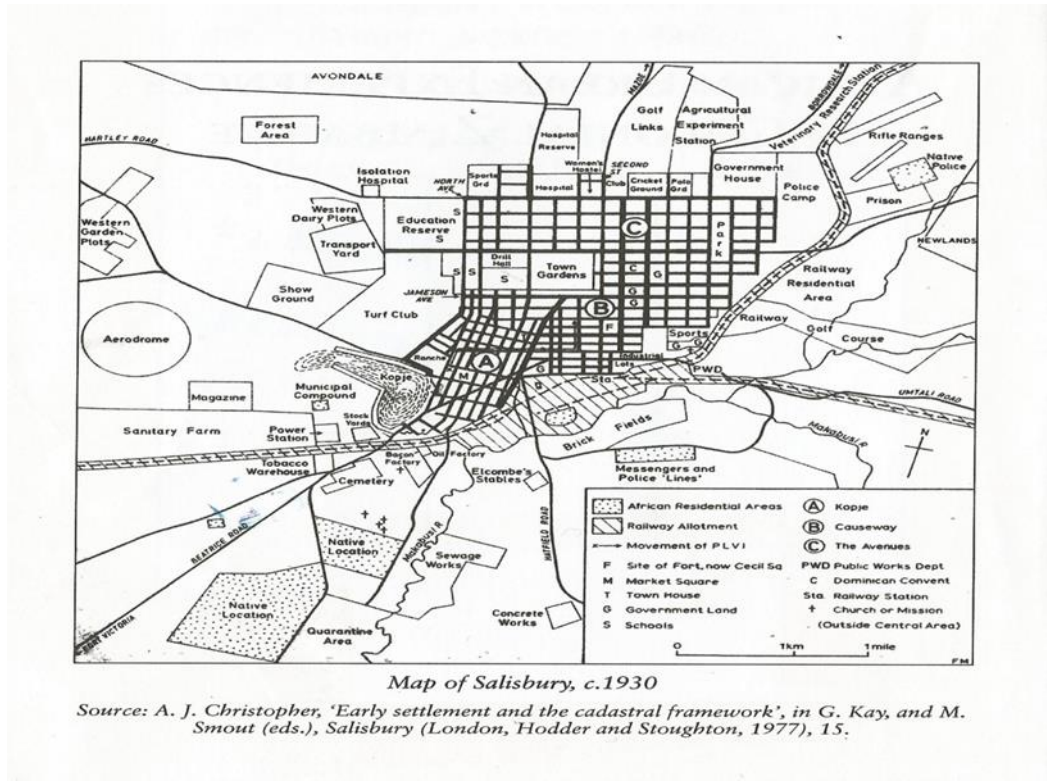 AVONDALE
Forest
Area
HARTLEY ROAD
Isolation
Hospital
NORTH
AVE
Sports
Grd
Hospital
Reserve
Hospital
Women's
Hostel
MAZOE
SECOND
ST
Golf
Links
Club
Cricket
Ground
Polo
Grd
Agricultural
Experiment
Station
BORROWDALE
Veterinary Research Station
Government
House
Police
Camp
Rifle Ranges
Native
Police
Prison
NEWLANDS
Western
Garden
Plots
Western
Dairy Plots
Transport
Yard
Education
Reserve
S
S
S
S
Drill
Hall
S
Town
Gardens
C
C
G
G
G
Park
Railway
Residential
Area
Show
Ground
JAMESON
AVE
Turf Club
B
F
Sports
G
G
Railway
Golf
Course
Aerodrome
Kopje
Ranche
A
M
G
Industrial
Lots
Sta
PWD
UMTALI ROAD
Makabusi R
Magazine
Municipal
Compound
Stock
Yards
Sanitary Farm
Power
Station
Tobacco
Warehouse
Bacon
Factory
Oil Factory
Cemetery
Elcombe's
Stables
Brick Fields
Messengers and
Police 'Lines'
N
BEATRICE ROAD
Native
Location
Makabusi R
Sewage
Works
HATFIELD ROAD
Native
Location
Concrete
Works
Quarantine
Area
FORT VICTORIA
African Residential Areas
Railway Allotment
Movement of P L V I
F Site of Fort, now Cecil Sq
M Market Square
T Town House
G Government Land
S Schools
A Kopje
B Causeway
C The Avenues
PWD Public Works Dept
C Dominican Convent
Sta. Railway Station
† Church or Mission
(Outside Central Area)
0 1km 1mile
FM
Map of Salisbury, c.1930
Source: A. J. Christopher, 'Early settlement and the cadastral framework', in G. Kay, and M.
Smout (eds.), Salisbury (London, Hodder and Stoughton, 1977), 15.